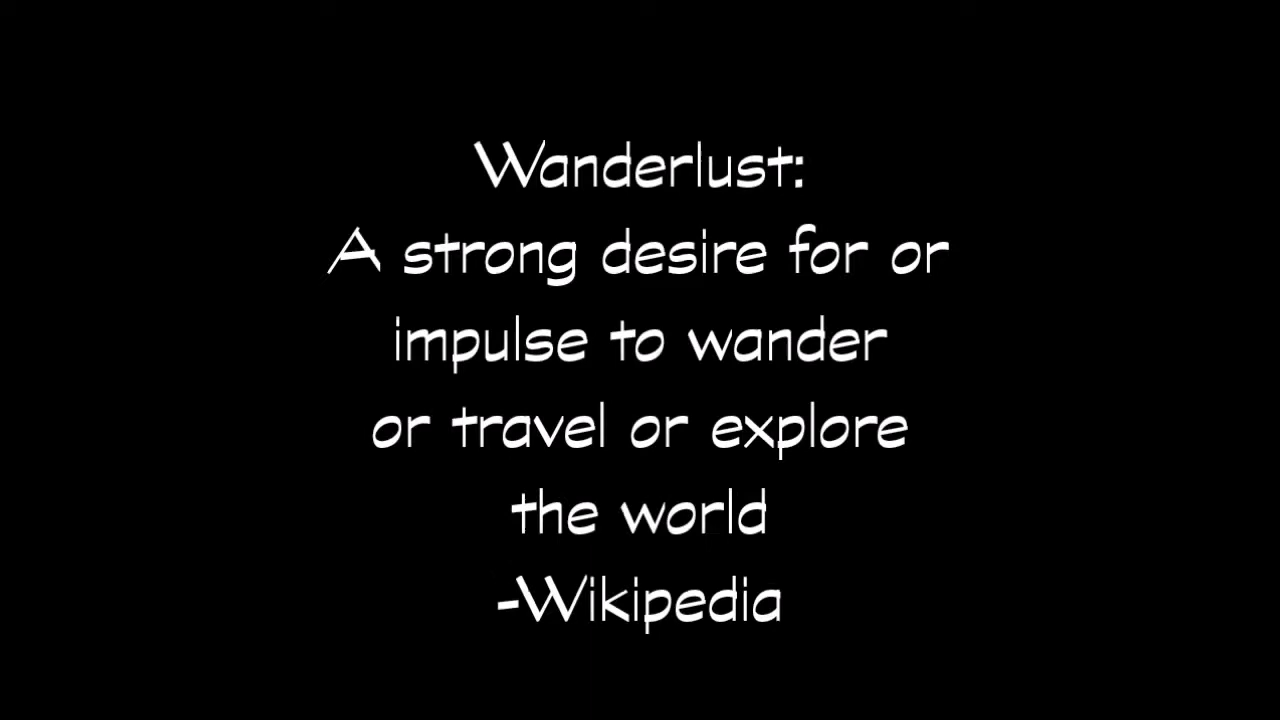 Wanderlust:
A strong desire for or
impulse to wander
or travel or explore
the world
-Wikipedia